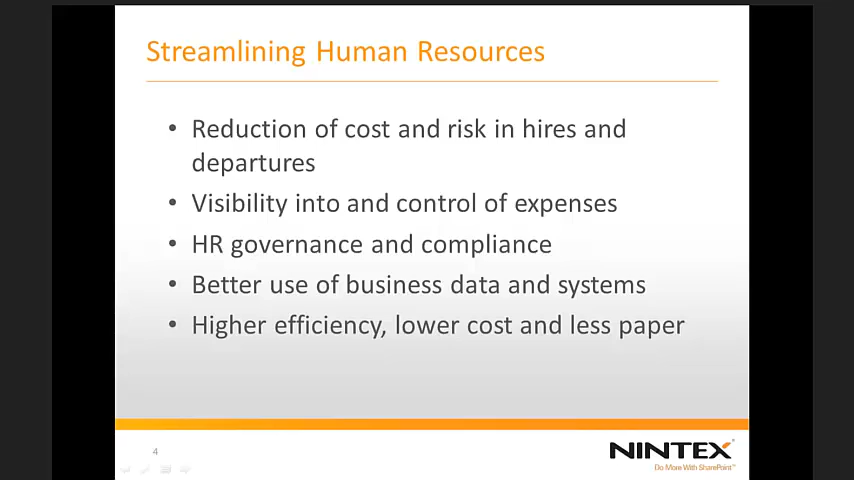 Streamlining Human Resources
• Reduction of cost and risk in hires and
departures
• Visibility into and control of expenses
• HR governance and compliance
• Better use of business data and systems
• Higher efficiency, lower cost and less paper
4
NINTEX
Do More With SharePoint™